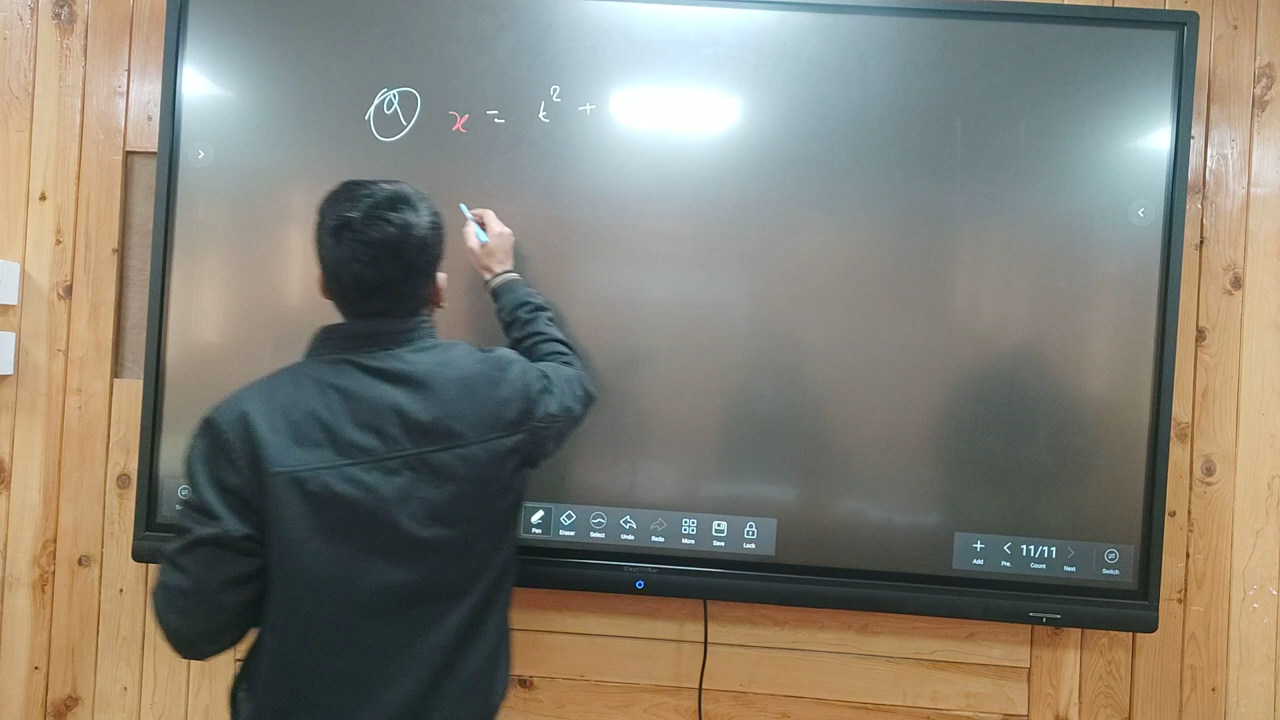 Q x = t² +
Pen Eraser Select Undo Redo More Save Lock
11/11
Add Pre. Count Next Switch